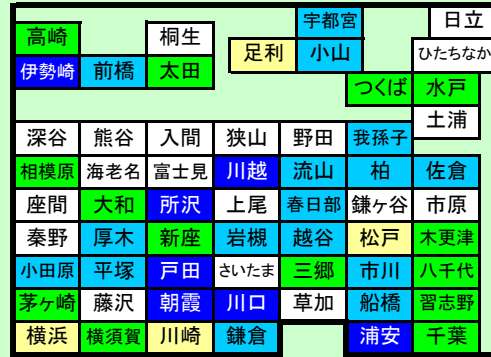 宇都宮 日立
高崎 桐生 足利 小山 ひたちなか
伊勢崎 前橋 太田
つくば 水戸
土浦
深谷 熊谷 入間 狭山 野田 我孫子
相模原 海老名 富士見 川越 流山 柏 佐倉
座間 大和 所沢 上尾 春日部 鎌ヶ谷 市原
秦野 厚木 新座 岩槻 越谷 松戸 木更津
小田原 平塚 戸田 さいたま 三郷 市川 八千代
茅ヶ崎 藤沢 朝霞 川口 草加 船橋 習志野
横浜 横須賀 川崎 鎌倉 浦安 千葉